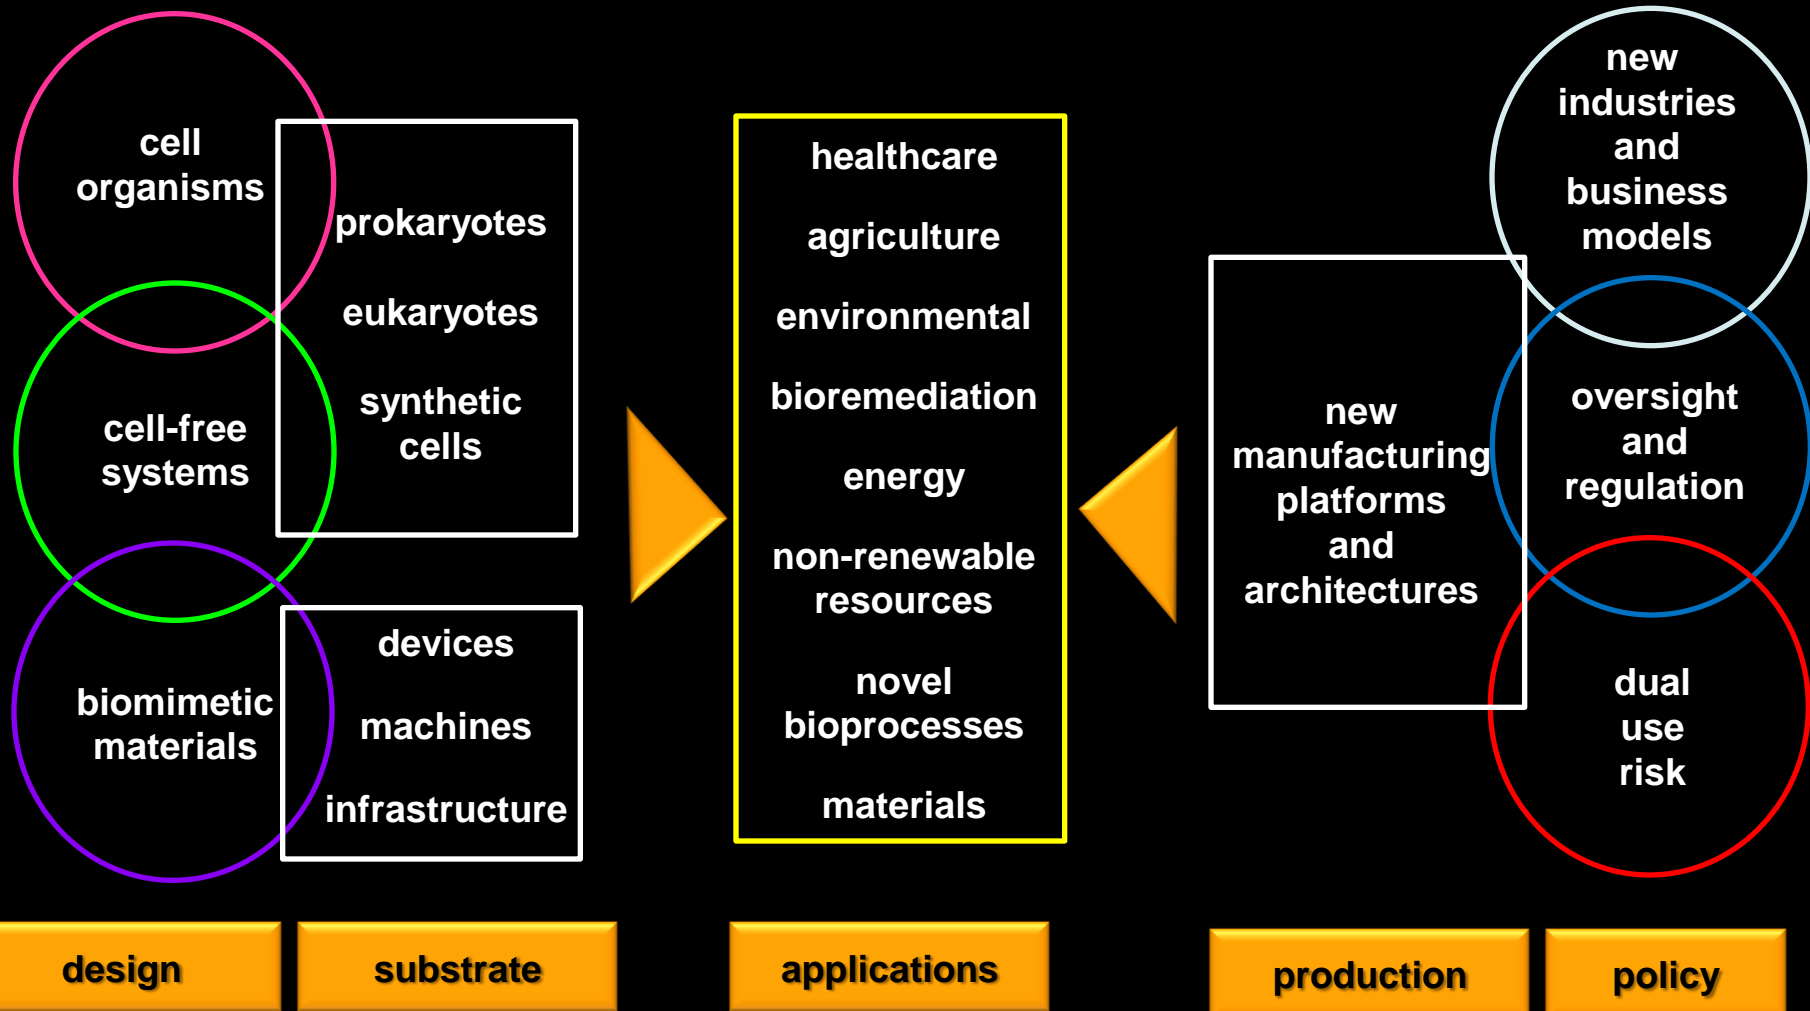 cell
organisms
cell-free
systems
biomimetic
materials
prokaryotes
eukaryotes
synthetic
cells
devices
machines
infrastructure
healthcare
agriculture
environmental
bioremediation
energy
non-renewable
resources
novel
bioprocesses
materials
new
manufacturing
platforms
and
architectures
new
industries
and
business
models
oversight
and
regulation
dual
use
risk
design
substrate
applications
production
policy